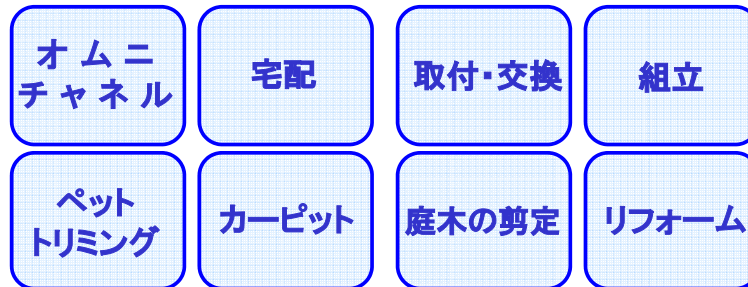 オムニ
チャネル
宅配
取付・交換
組立
ペット
トリミング
カーピット
庭木の剪定
リフォーム